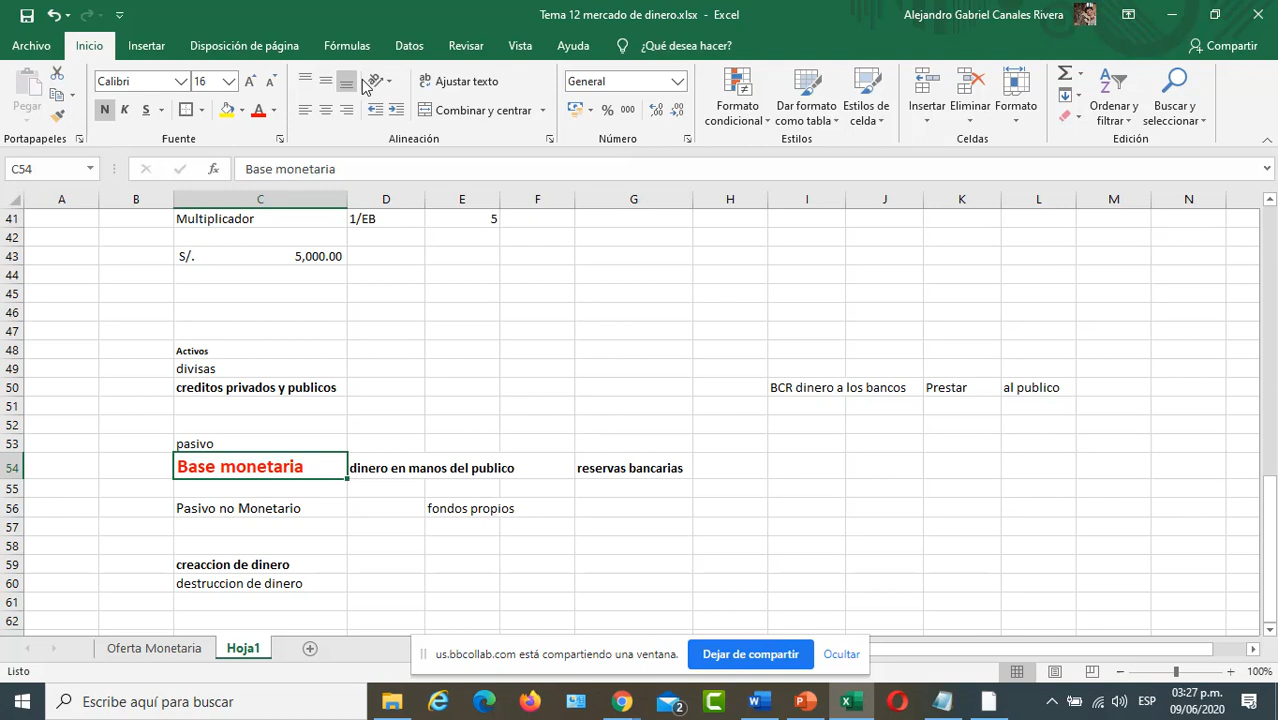 Tema 12 mercado de dinero.xlsx - Excel
Alejandro Gabriel Canales Rivera
Archivo Inicio Insertar Disposición de página Fórmulas Datos Revisar Vista Ayuda ¿Qué desea hacer? Compartir
Pegar
Calibri 16
N K S
Ajustar texto
Combinar y centrar
General
% 000
Formato condicional
Dar formato como tabla
Estilos de celda
Insertar Eliminar Formato
Ordenar y filtrar
Buscar y seleccionar
Portapapeles Fuente Alineación Número Estilos Celdas Edición
C54 fx Base monetaria
A B C D E F G H I J K L M N
41 Multiplicador 1/EB 5
42
43 S/. 5,000.00
44
45
46
47
48 Activos
49 divisas
50 creditos privados y publicos BCR dinero a los bancos Prestar al publico
51
52
53 pasivo
54 Base monetaria dinero en manos del publico reservas bancarias
55
56 Pasivo no Monetario fondos propios
57
58
59 creaccion de dinero
60 destruccion de dinero
61
62
Oferta Monetaria Hoja1
us.bbcollab.com está compartiendo una ventana. Dejar de compartir Ocultar
Listo 100%
Escribe aquí para buscar
2
ESP
03:27 p.m.
09/06/2020